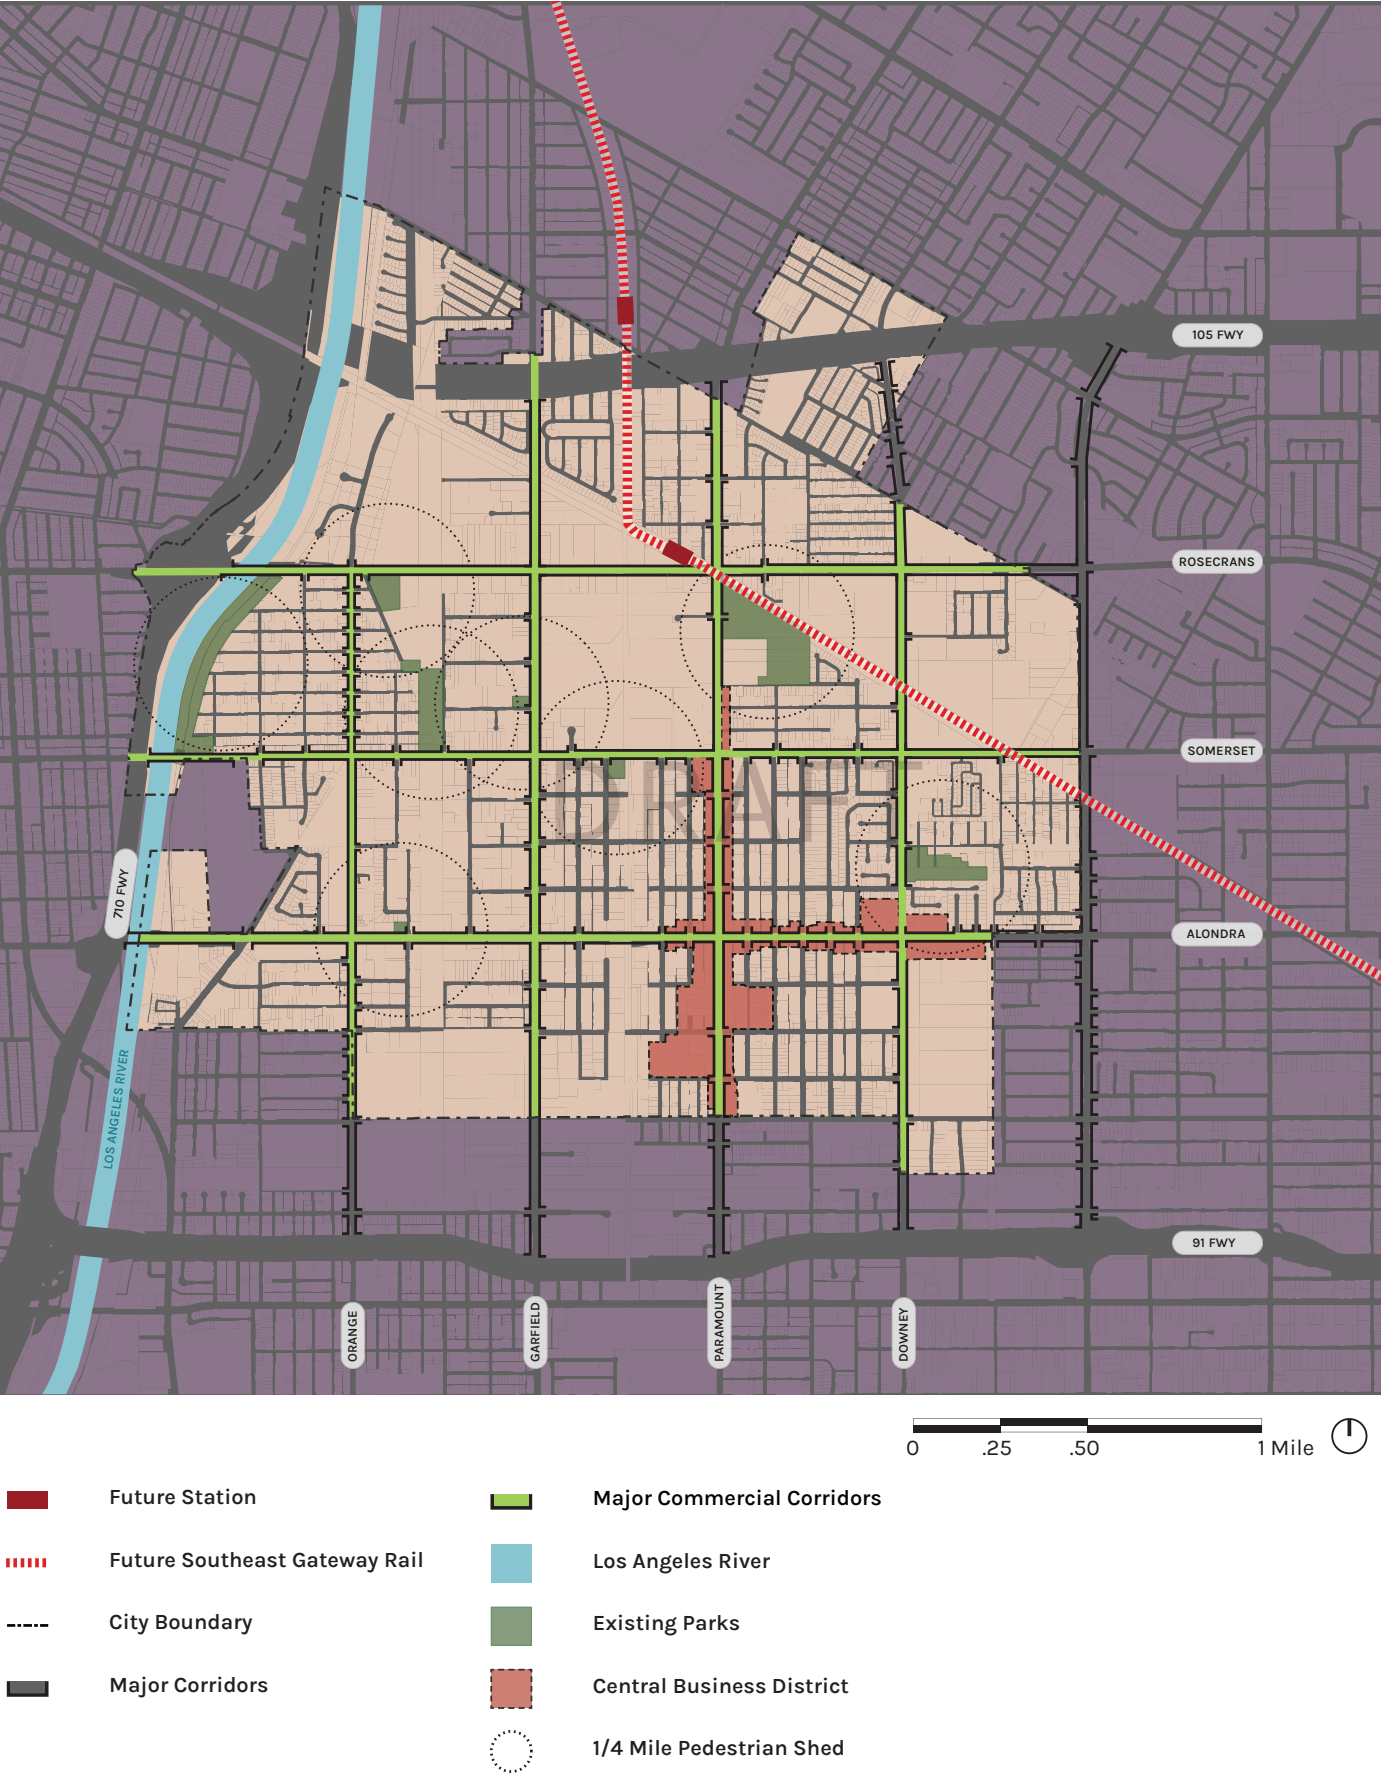 105 FWY
ROSECRANS
SOMERSET
DRAFT
710 FWY
ALONDRA
LOS ANGELES RIVER
91 FWY
ORANGE
GARFIELD
PARAMOUNT
DOWNEY
0 .25 .50 1 Mile
Future Station
Major Commercial Corridors
Future Southeast Gateway Rail
Los Angeles River
City Boundary
Existing Parks
Major Corridors
Central Business District
1/4 Mile Pedestrian Shed